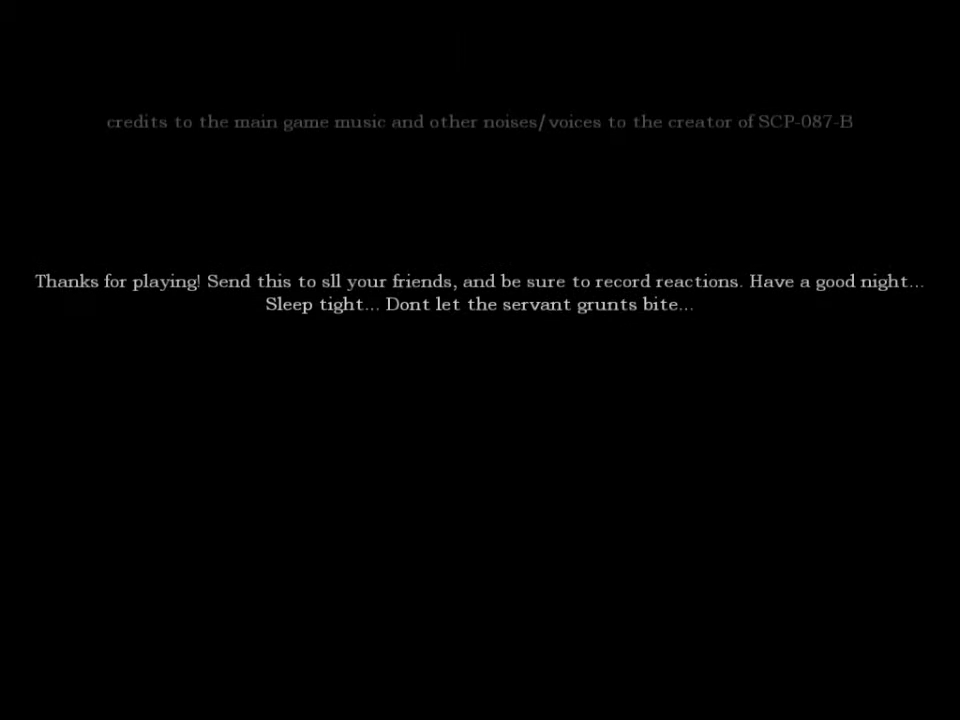 credits to the main game music and other noises/voices to the creator of SCP-087-B
Thanks for playing! Send this to sll your friends, and be sure to record reactions. Have a good night...
Sleep tight... Dont let the servant grunts bite...